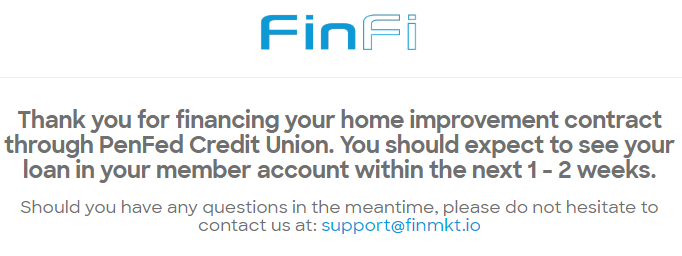 FinFi
Thank you for financing your home improvement contract
through PenFed Credit Union. You should expect to see your
loan in your member account within the next 1 - 2 weeks.
Should you have any questions in the meantime, please do not hesitate to
contact us at: support@finmkt.io